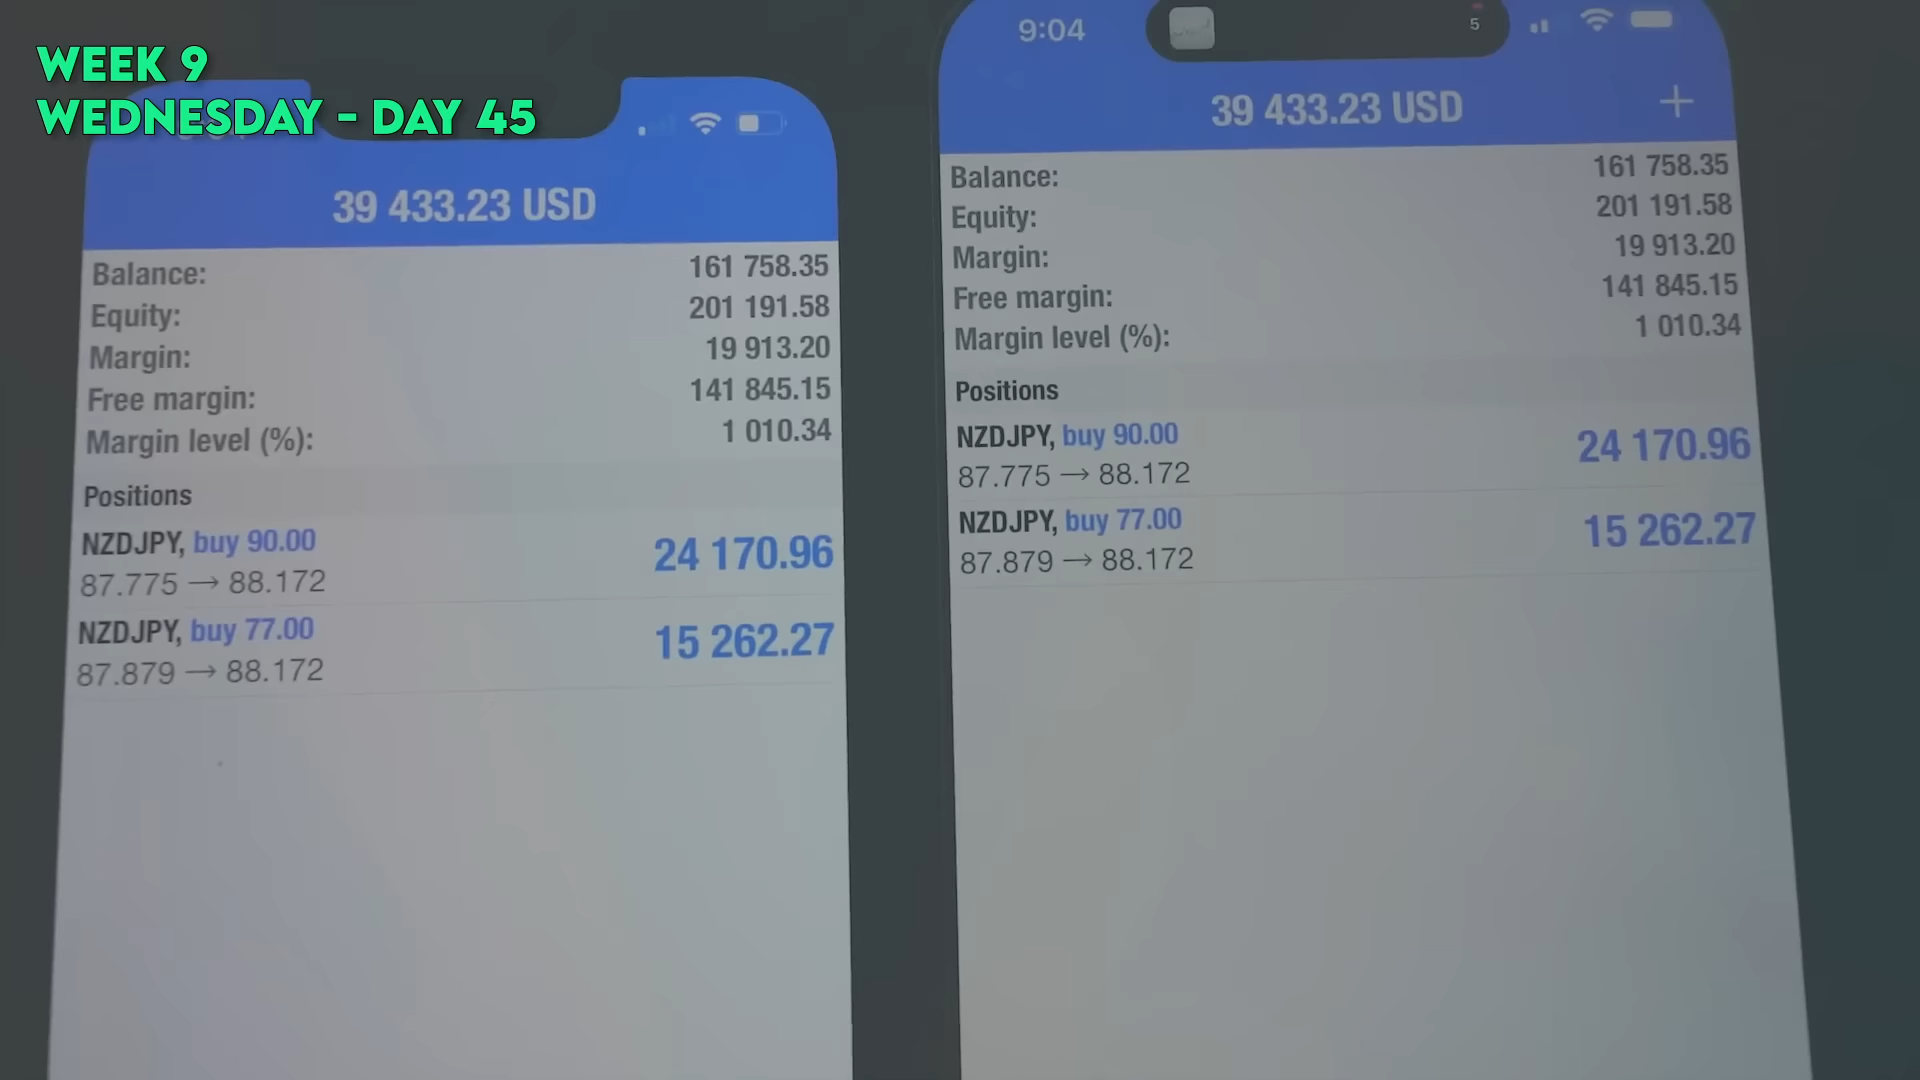 WEEK 9
WEDNESDAY - DAY 45
39 433.23 USD
Balance: 161 758.35
Equity: 201 191.58
Margin: 19 913.20
Free margin: 141 845.15
Margin level (%): 1 010.34
Positions
NZDJPY, buy 90.00 24 170.96
87.775 → 88.172
NZDJPY, buy 77.00 15 262.27
87.879 → 88.172
9:04
5
39 433.23 USD +
Balance: 161 758.35
Equity: 201 191.58
Margin: 19 913.20
Free margin: 141 845.15
Margin level (%): 1 010.34
Positions
NZDJPY, buy 90.00 24 170.96
87.775 → 88.172
NZDJPY, buy 77.00 15 262.27
87.879 → 88.172